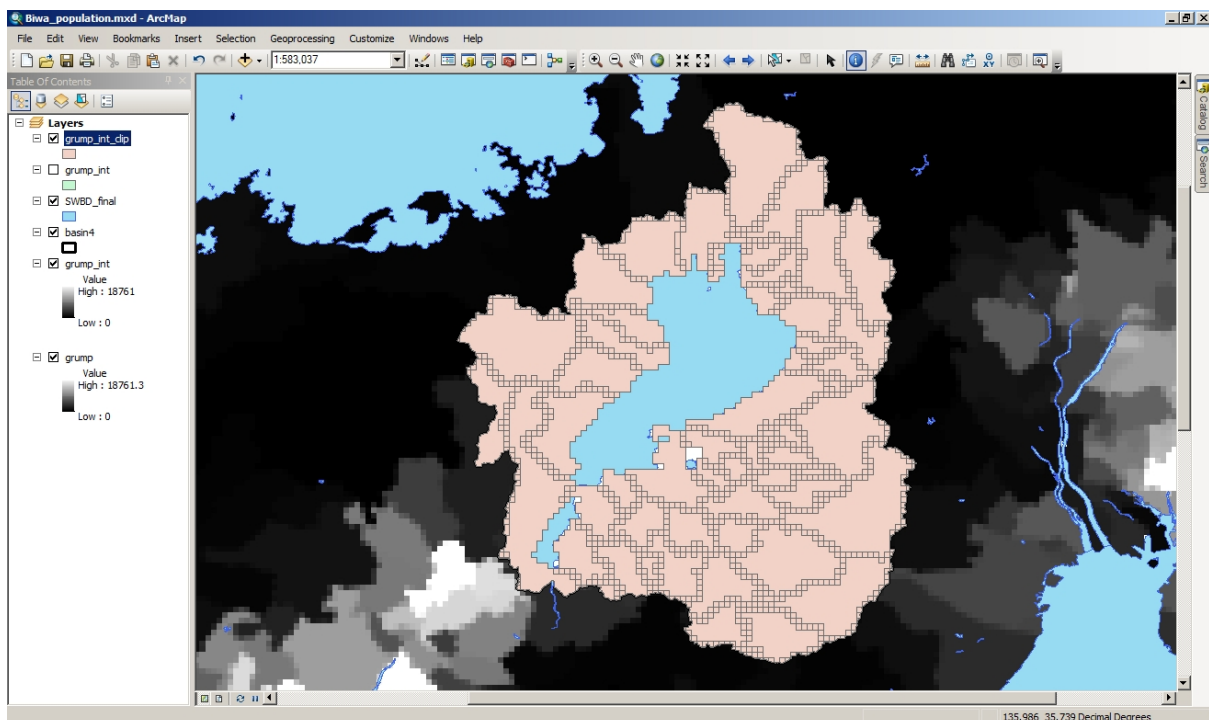 Biwa_population.mxd - ArcMap
File Edit View Bookmarks Insert Selection Geoprocessing Customize Windows Help
1:583,037
Table Of Contents
Layers
grump_int_clip
grump_int
SWBD_final
basin4
grump_int
Value
High : 18761
Low : 0
grump
Value
High : 18761.3
Low : 0
Catalog
Search
135.986 35.739 Decimal Degrees